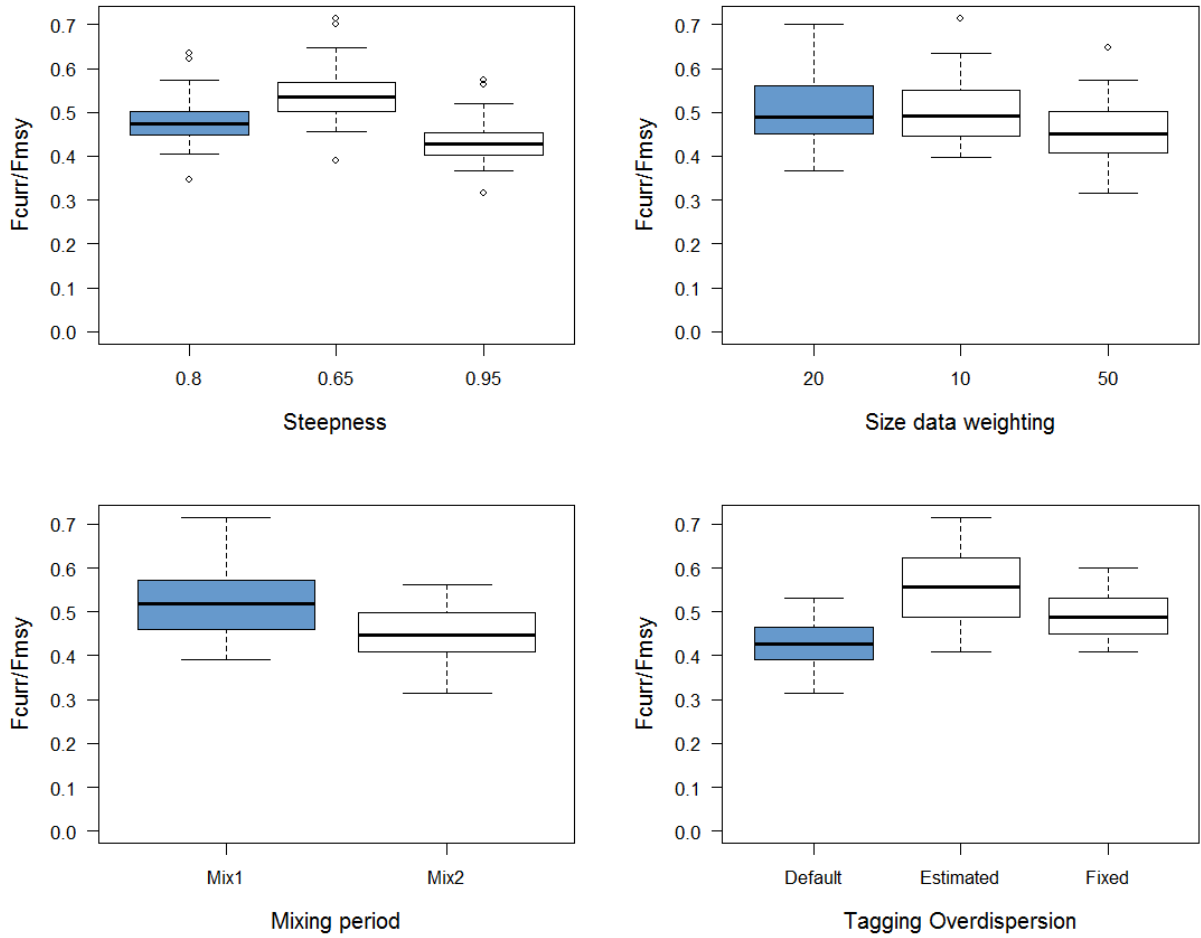 Fcurr/Fmsy
0.7
0.6
0.5
0.4
0.3
0.2
0.1
0.0
0.8 0.65 0.95
Steepness
Fcurr/Fmsy
0.7
0.6
0.5
0.4
0.3
0.2
0.1
0.0
20 10 50
Size data weighting
Fcurr/Fmsy
0.7
0.6
0.5
0.4
0.3
0.2
0.1
0.0
Mix1 Mix2
Mixing period
Fcurr/Fmsy
0.7
0.6
0.5
0.4
0.3
0.2
0.1
0.0
Default Estimated Fixed
Tagging Overdispersion